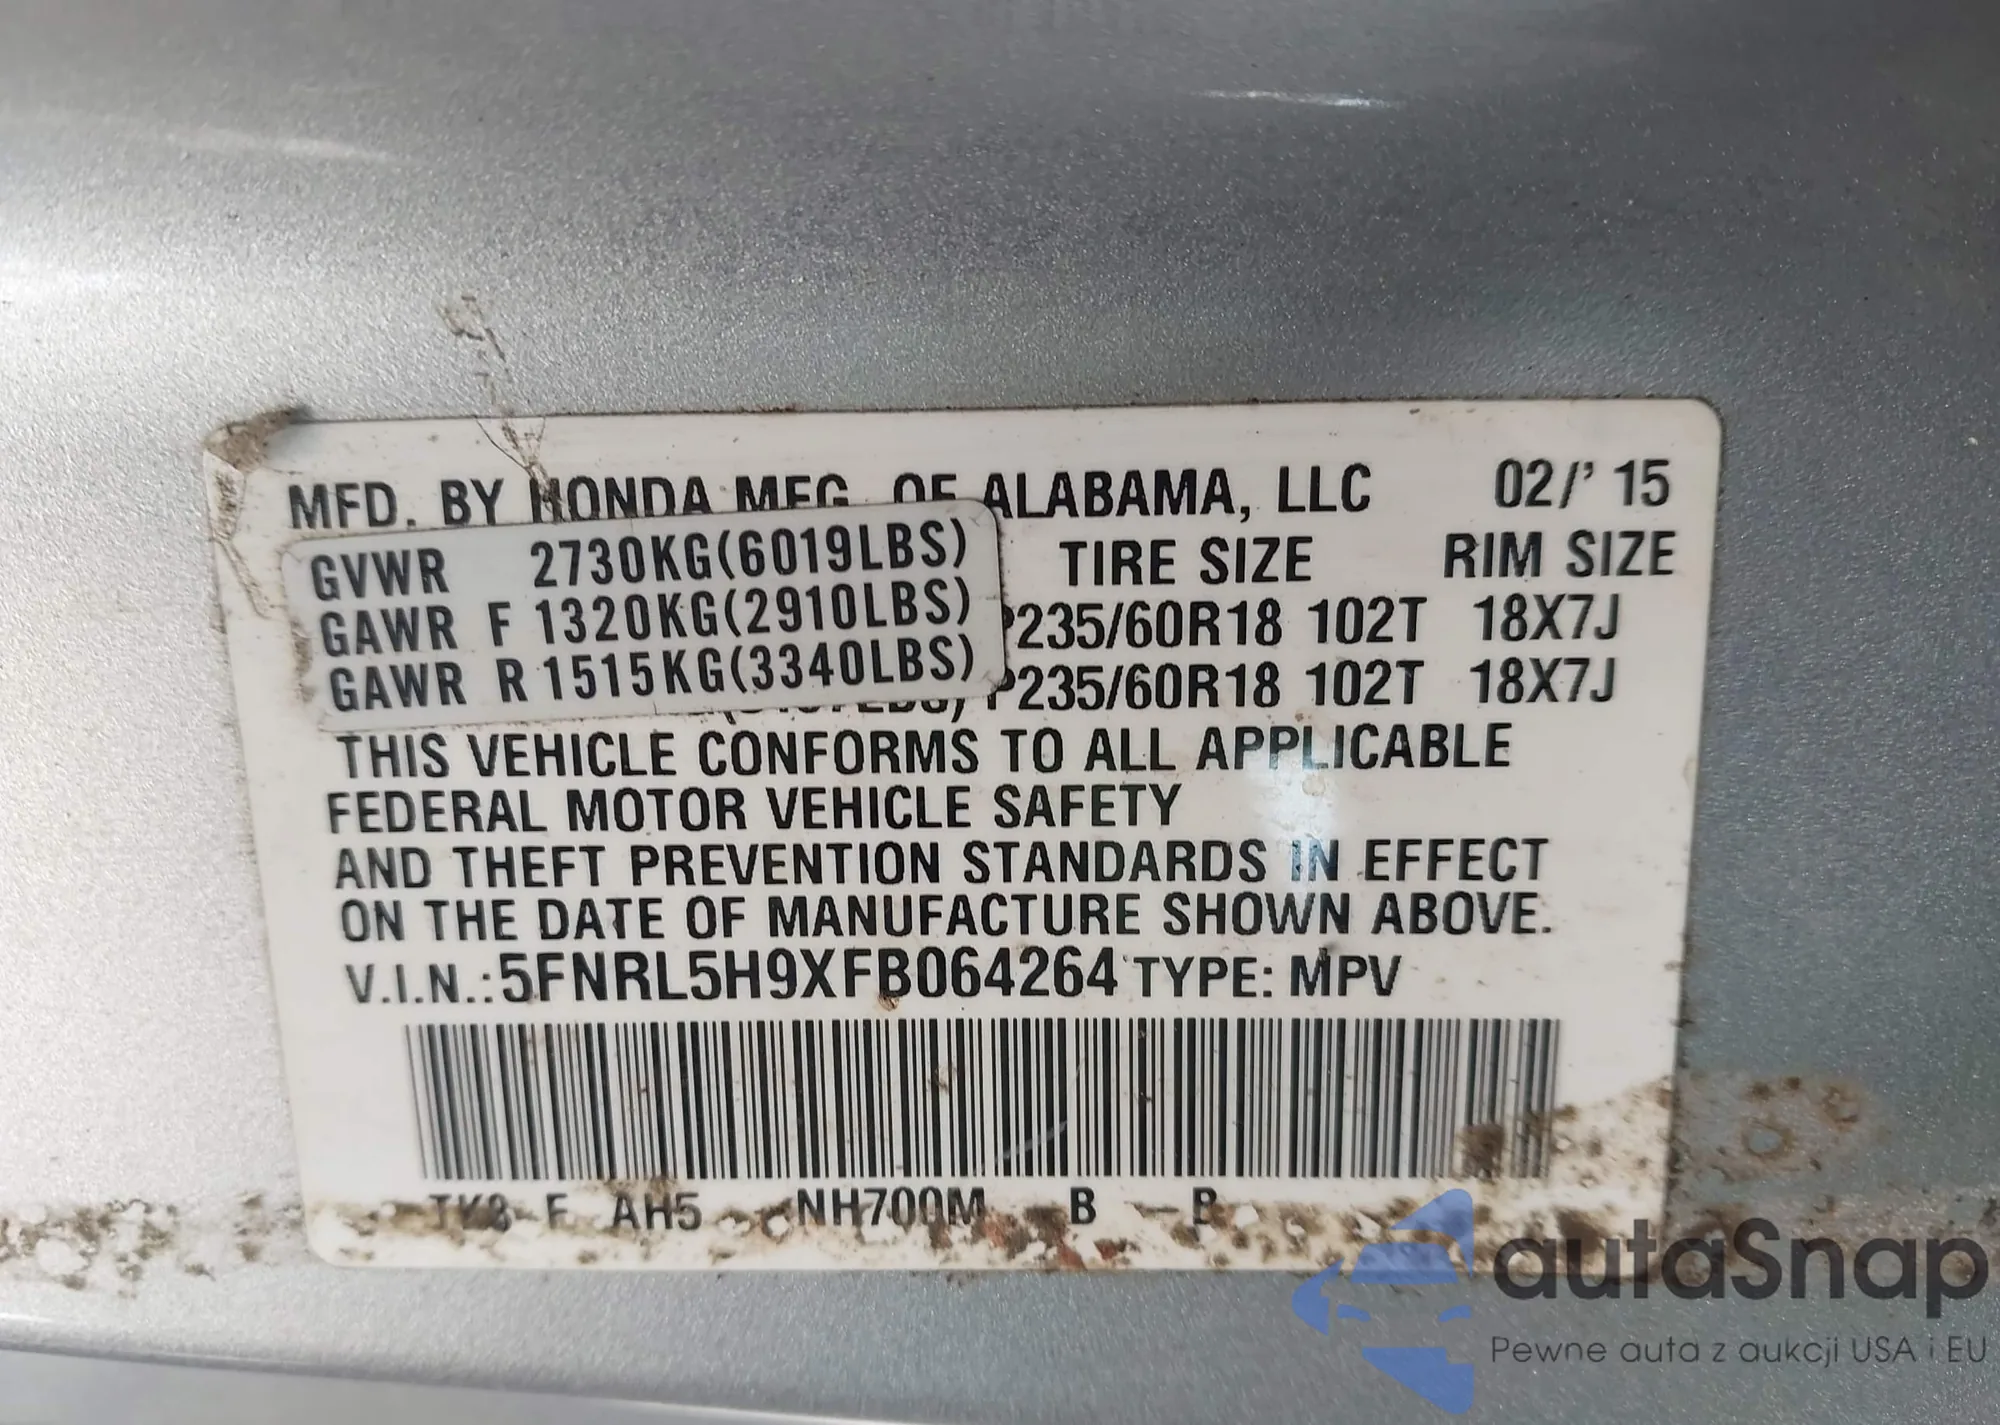 MFD. BY HONDA MFG. OF ALABAMA, LLC 02/'15
GVWR 2730KG(6019LBS) TIRE SIZE RIM SIZE
GAWR F 1320KG(2910LBS) P235/60R18 102T 18X7J
GAWR R 1515KG(3340LBS) P235/60R18 102T 18X7J
THIS VEHICLE CONFORMS TO ALL APPLICABLE
FEDERAL MOTOR VEHICLE SAFETY
AND THEFT PREVENTION STANDARDS IN EFFECT
ON THE DATE OF MANUFACTURE SHOWN ABOVE.
V.I.N.:5FNRL5H9XFB064264 TYPE: MPV
AH5 NH700M B
autaSnap
Pewne auta z aukcji USA i EU